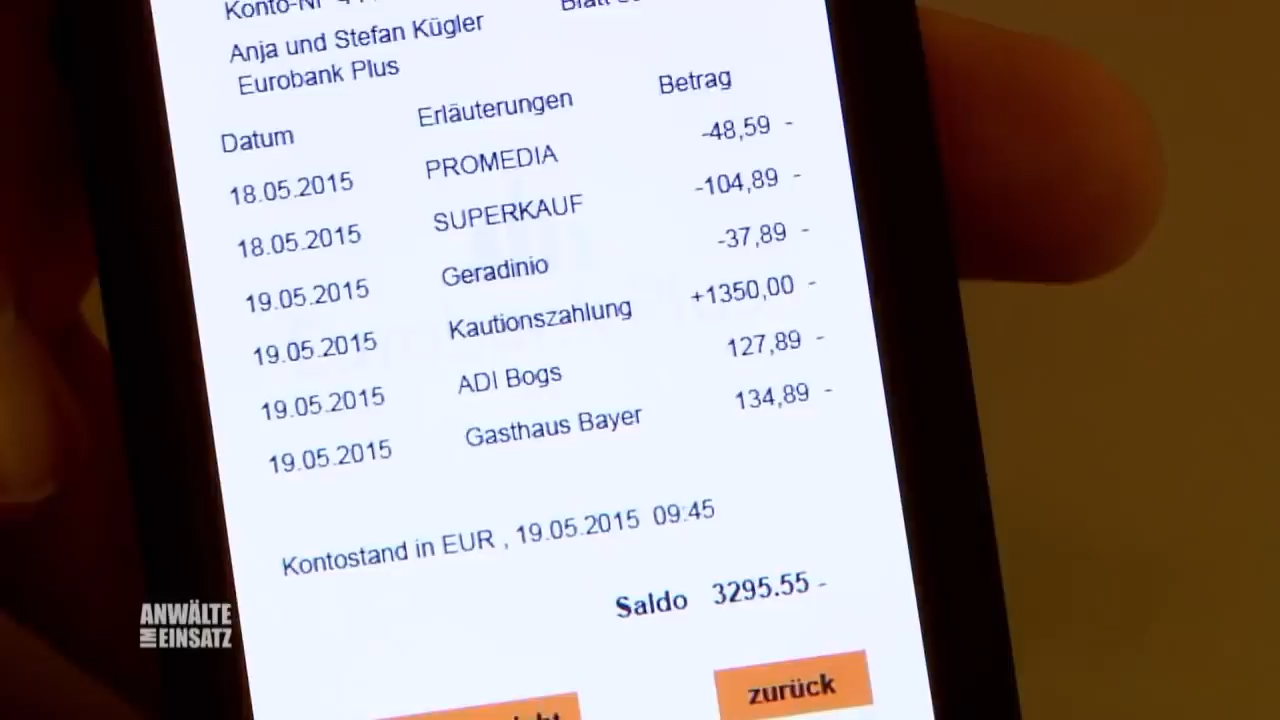 Konto-Nr
Anja und Stefan Kügler
Eurobank Plus
Datum Erläuterungen Betrag
18.05.2015 PROMEDIA -48,59 -
18.05.2015 SUPERKAUF -104,89 -
19.05.2015 Geradinio -37,89 -
19.05.2015 Kautionszahlung +1350,00 -
19.05.2015 ADI Bogs 127,89 -
19.05.2015 Gasthaus Bayer 134,89 -
Kontostand in EUR , 19.05.2015 09:45
Saldo 3295.55 -
zurück
ANWÄLTE
IM EINSATZ